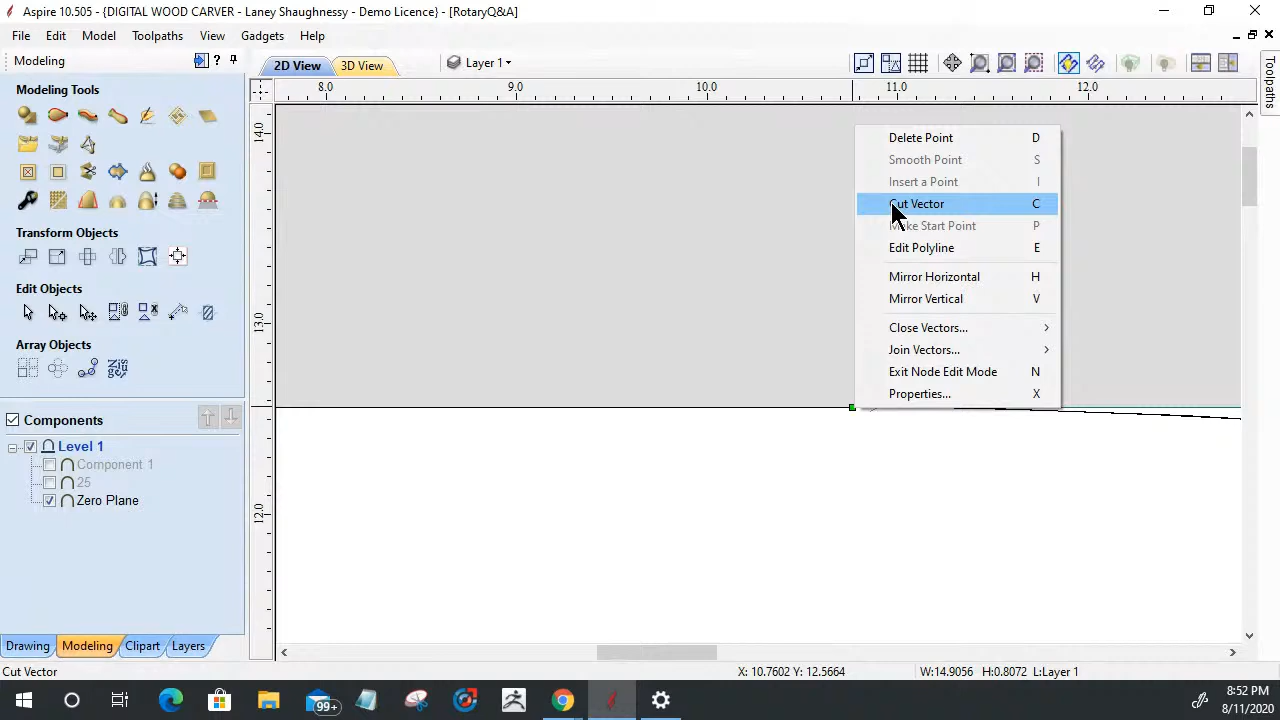 Aspire 10.505 - {DIGITAL WOOD CARVER - Laney Shaughnessy - Demo Licence} - [RotaryQ&A]
File Edit Model Toolpaths View Gadgets Help
Modeling
2D View 3D View Layer 1
Toolpaths
8.0 9.0 10.0 11.0 12.0
14.0
13.0
12.0
Modeling Tools
Transform Objects
Edit Objects
Array Objects
Components
Level 1
Component 1
25
Zero Plane
Delete Point D
Smooth Point S
Insert a Point I
Cut Vector C
ke Start Point P
Edit Polyline E
Mirror Horizontal H
Mirror Vertical V
Close Vectors...
Join Vectors...
Exit Node Edit Mode N
Properties... X
Drawing Modeling Clipart Layers
Cut Vector X: 10.7602 Y: 12.5664 W:14.9056 H:0.8072 L:Layer 1
99+
8:52 PM
8/11/2020